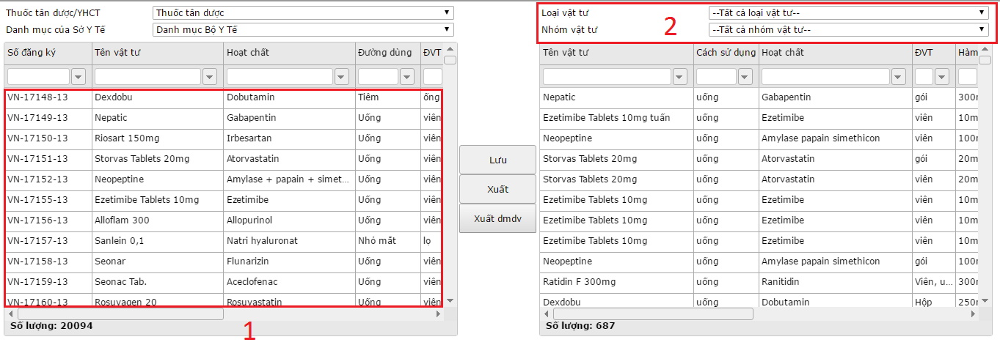 Thuốc tân dược/YHCT Thuốc tân dược
Danh mục của Sở Y Tế Danh mục Bộ Y Tế
Số đăng ký Tên vật tư Hoạt chất Đường dùng ĐVT
VN-17148-13 Dexdobu Dobutamin Tiêm ống
VN-17149-13 Nepatic Gabapentin Uống viên
VN-17150-13 Riosart 150mg Irbesartan Uống viên
VN-17151-13 Storvas Tablets 20mg Atorvastatin Uống viên
VN-17152-13 Neopeptine Amylase + papain + simet... Uống viên
VN-17155-13 Ezetimibe Tablets 10mg Ezetimibe Uống viên
VN-17156-13 Alloflam 300 Allopurinol Uống viên
VN-17157-13 Sanlein 0,1 Natri hyaluronat Nhỏ mắt lọ
VN-17158-13 Seonar Flunarizin Uống viên
VN-17159-13 Seonac Tab. Aceclofenac Uống viên
VN-17160-13 Rosuvagen 20 Rosuvastatin Uống viên
Số lượng: 20094
1
Lưu
Xuất
Xuất dmdv
Loại vật tư --Tất cả loại vật tư--
Nhóm vật tư --Tất cả nhóm vật tư--
2
Tên vật tư Cách sử dụng Hoạt chất ĐVT Hàm
Nepatic uống Gabapentin gói 300m
Ezetimibe Tablets 10mg tuấn uống Ezetimibe viên 10m
Neopeptine uống Amylase papain simethicon viên 100m
Storvas Tablets 20mg uống Atorvastatin gói 20m
Storvas Tablets 20mg uống Atorvastatin viên 20m
Ezetimibe Tablets 10mg uống Ezetimibe viên 10m
Ezetimibe Tablets 10mg uống Ezetimibe viên 10m
Ezetimibe Tablets 10mg uống Ezetimibe viên 10m
Neopeptine uống Amylase papain simethicon gói 100m
Ratidin F 300mg uống Ranitidin Viên, u... 300m
Dexdobu uống Dobutamin Hộp 250m
Số lượng: 687